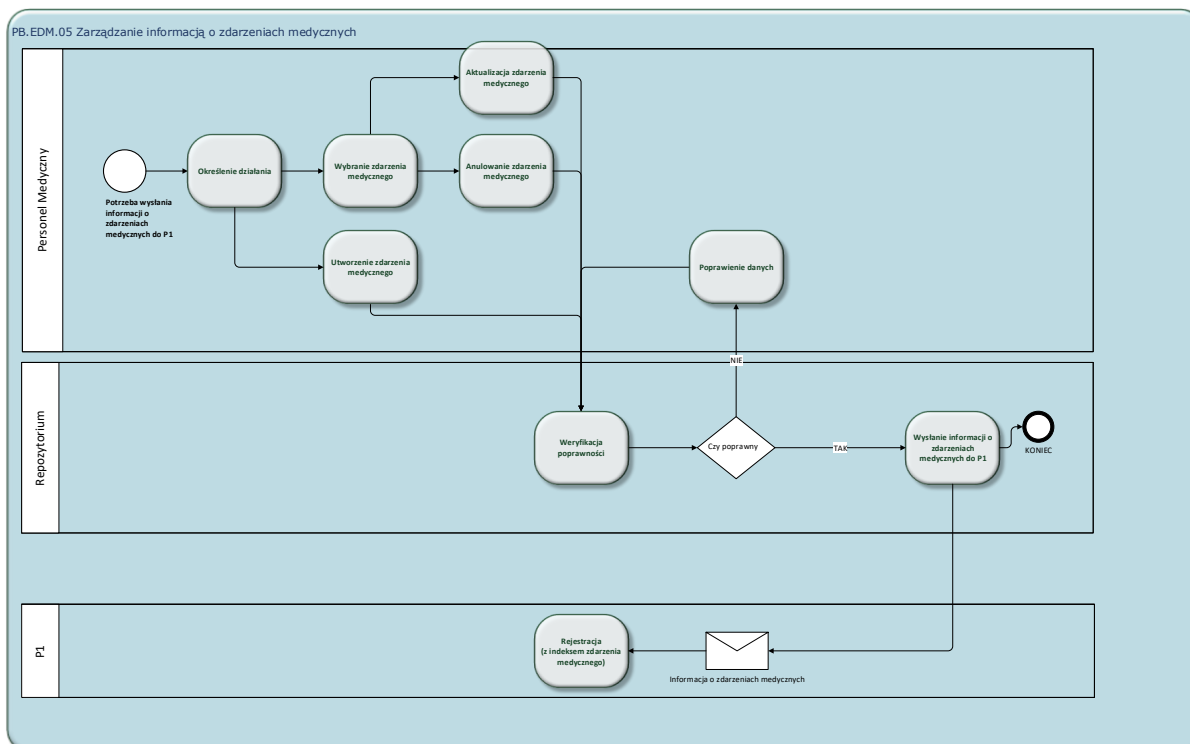 PB.EDM.05 Zarządzanie informacją o zdarzeniach medycznych
Personel Medyczny
Potrzeba wysłania
informacji o
zdarzeniach
medycznych do P1
Określenie działania
Wybranie zdarzenia
medycznego
Aktualizacja zdarzenia
medycznego
Anulowanie zdarzenia
medycznego
Utworzenie zdarzenia
medycznego
Poprawienie danych
NIE
Repozytorium
Weryfikacja
poprawności
Czy poprawny
TAK
Wysłanie informacji o
zdarzeniach
medycznych do P1
KONIEC
P1
Rejestracja
(z indeksem zdarzenia
medycznego)
Informacja o zdarzeniach medycznych